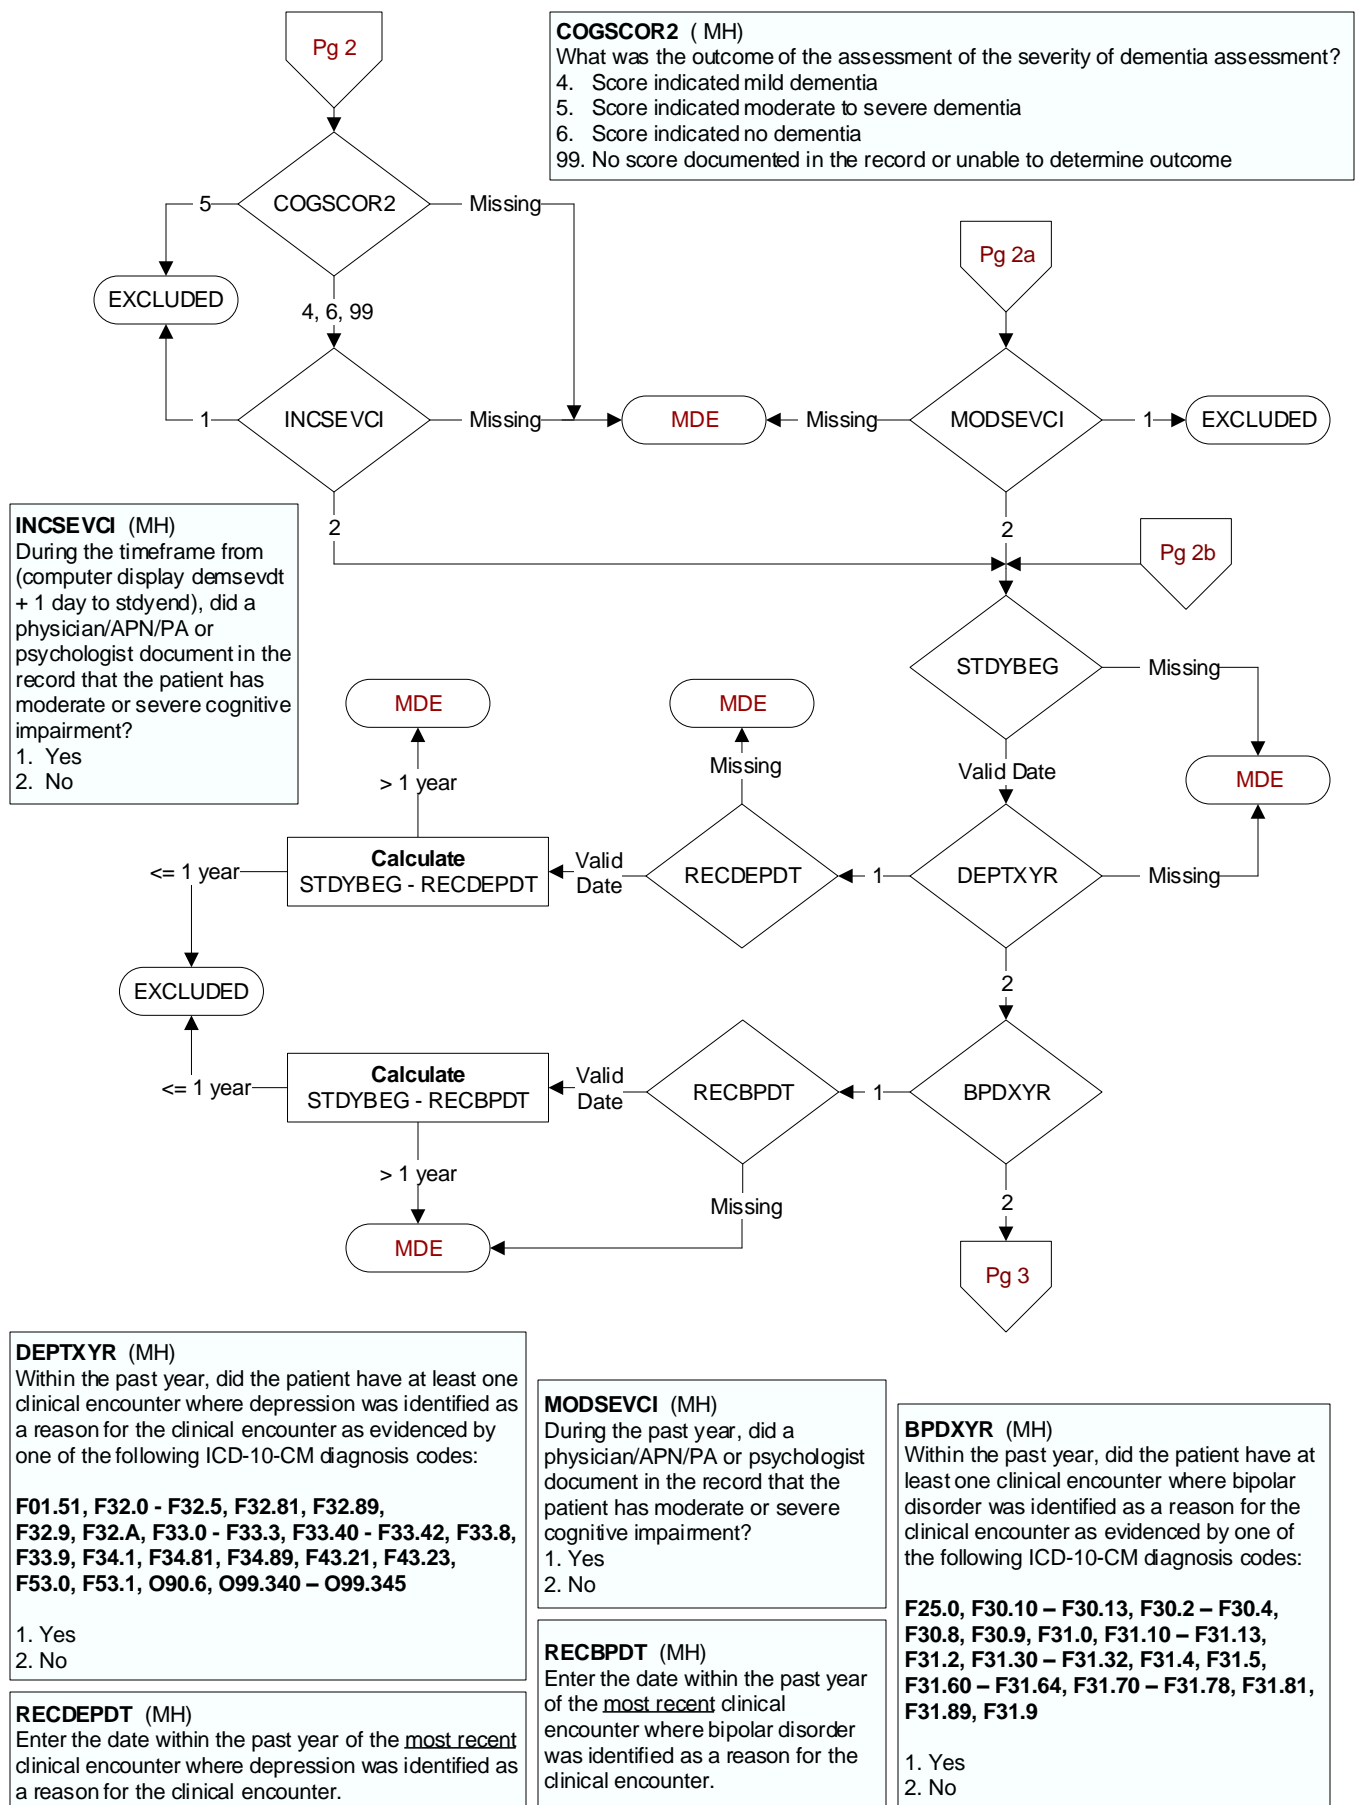 Pg 2
COGSCOR2 ( MH)
What was the outcome of the assessment of the severity of dementia assessment?
4. Score indicated mild dementia
5. Score indicated moderate to severe dementia
6. Score indicated no dementia
99. No score documented in the record or unable to determine outcome
5
COGSCOR2
Missing
Pg 2a
EXCLUDED
4, 6, 99
1
INCSEVCI
Missing
MDE
Missing
MODSEVCI
1
EXCLUDED
2
2
Pg 2b
INCSEVCI (MH)
During the timeframe from
(computer display demsevdt
+ 1 day to stdyend), did a
physician/APN/PA or
psychologist document in the
record that the patient has
moderate or severe cognitive
impairment?
1. Yes
2. No
STDYBEG
Missing
MDE
MDE
Missing
Valid Date
MDE
> 1 year
<= 1 year
Calculate
STDYBEG - RECDEPDT
Valid
Date
RECDEPDT
1
DEPTXYR
Missing
EXCLUDED
2
<= 1 year
Calculate
STDYBEG - RECBPDT
Valid
Date
RECBPDT
1
BPDXYR
> 1 year
Missing
2
MDE
Pg 3
DEPTXYR (MH)
Within the past year, did the patient have at least one
clinical encounter where depression was identified as
a reason for the clinical encounter as evidenced by
one of the following ICD-10-CM diagnosis codes:
F01.51, F32.0 - F32.5, F32.81, F32.89,
F32.9, F32.A, F33.0 - F33.3, F33.40 - F33.42, F33.8,
F33.9, F34.1, F34.81, F34.89, F43.21, F43.23,
F53.0, F53.1, O90.6, O99.340 – O99.345
1. Yes
2. No
RECDEPDT (MH)
Enter the date within the past year of the most recent
clinical encounter where depression was identified as
a reason for the clinical encounter.
MODSEVCI (MH)
During the past year, did a
physician/APN/PA or psychologist
document in the record that the
patient has moderate or severe
cognitive impairment?
1. Yes
2. No
RECBPDT (MH)
Enter the date within the past year
of the most recent clinical
encounter where bipolar disorder
was identified as a reason for the
clinical encounter.
BPDXYR (MH)
Within the past year, did the patient have at
least one clinical encounter where bipolar
disorder was identified as a reason for the
clinical encounter as evidenced by one of
the following ICD-10-CM diagnosis codes:
F25.0, F30.10 – F30.13, F30.2 – F30.4,
F30.8, F30.9, F31.0, F31.10 – F31.13,
F31.2, F31.30 – F31.32, F31.4, F31.5,
F31.60 – F31.64, F31.70 – F31.78, F31.81,
F31.89, F31.9
1. Yes
2. No